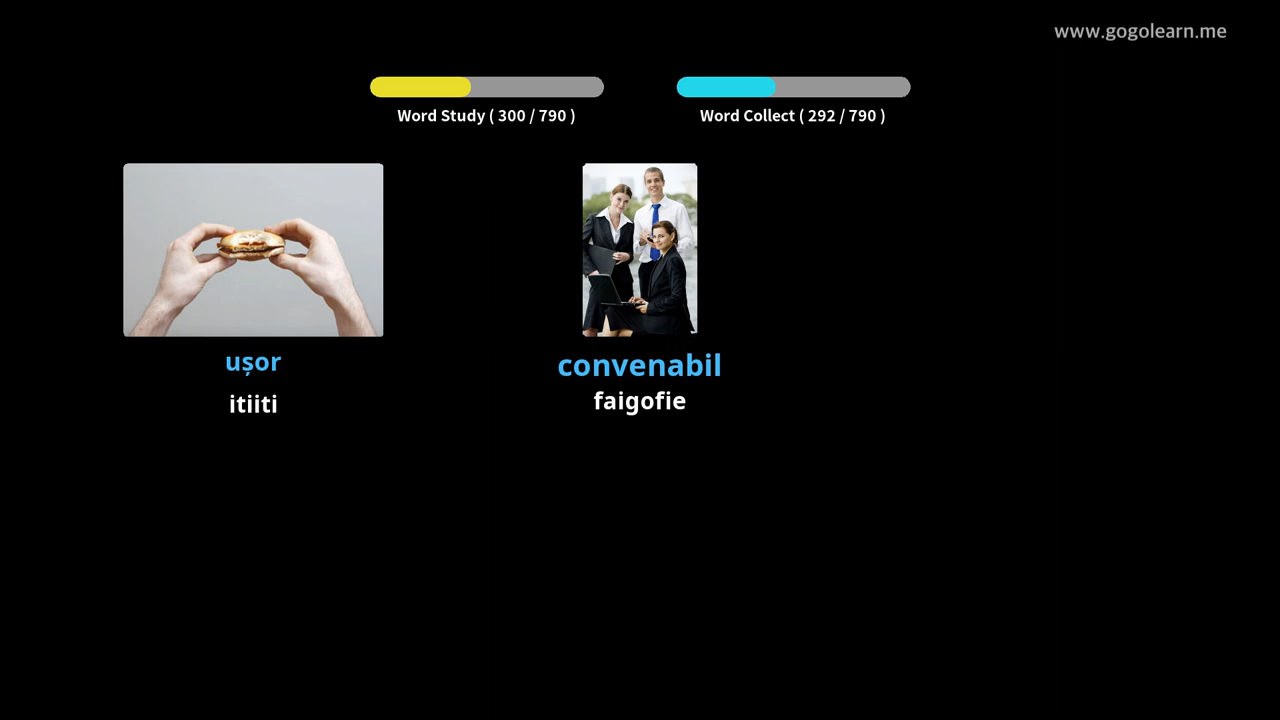 www.gogolearn.me
Word Study ( 300 / 790 )
Word Collect ( 292 / 790 )
ușor
itiiti
convenabil
faigofie